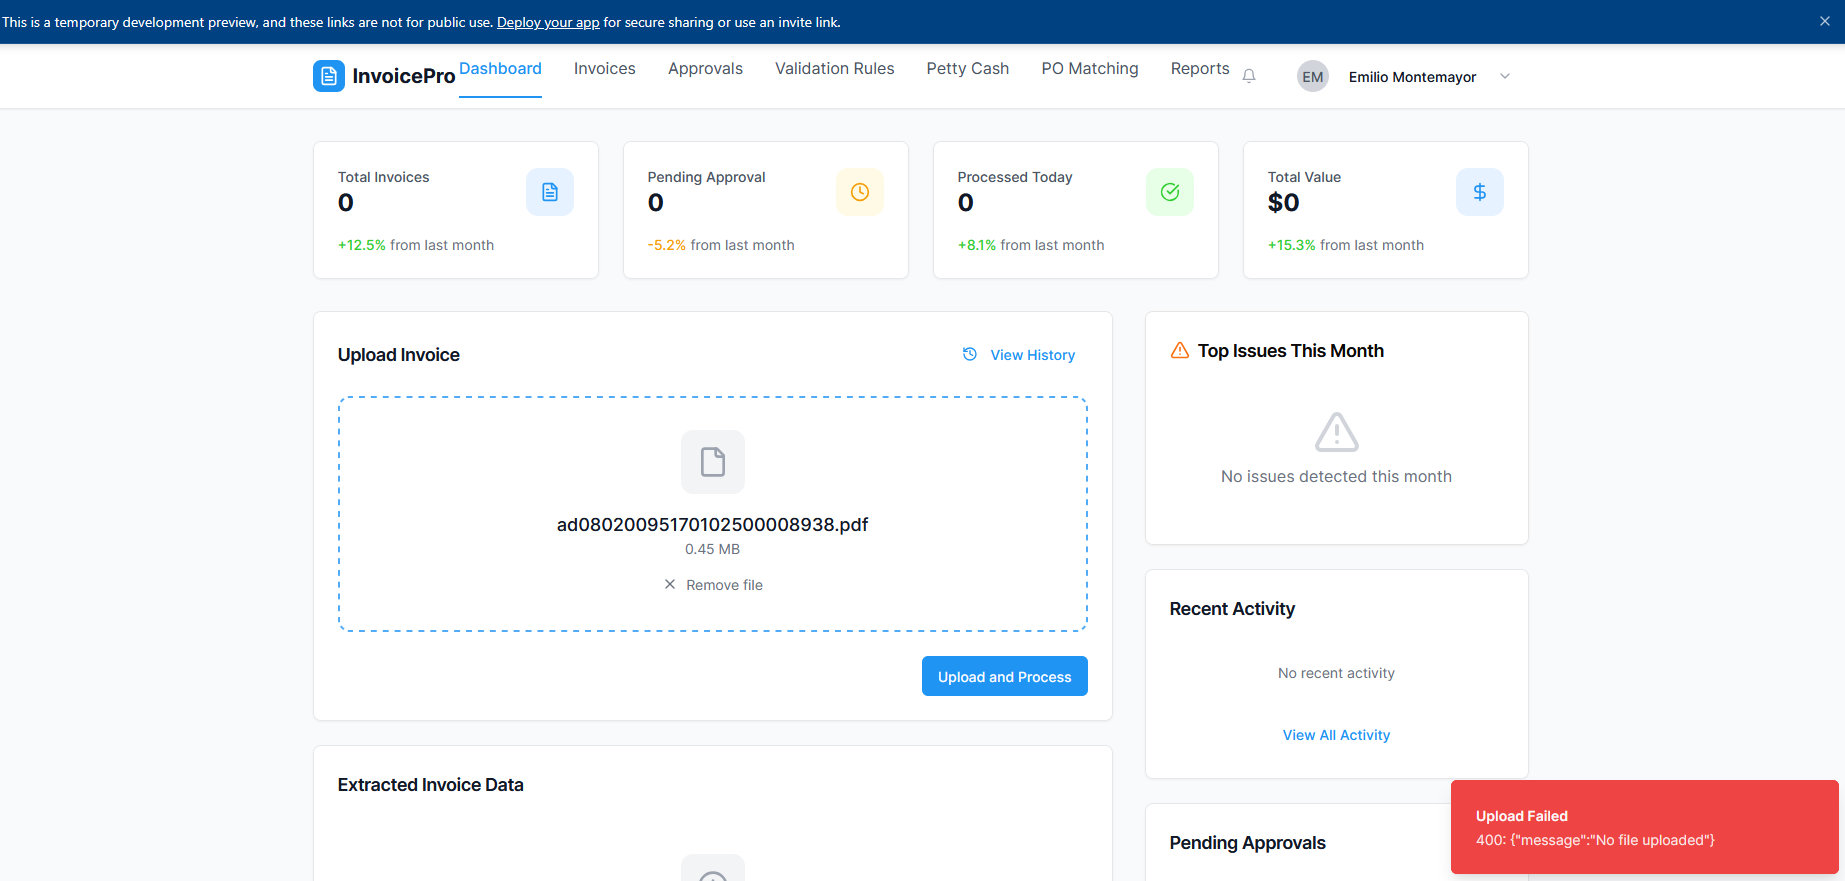 This is a temporary development preview, and these links are not for public use. Deploy your app for secure sharing or use an invite link.
InvoicePro
Dashboard
Invoices
Approvals
Validation Rules
Petty Cash
PO Matching
Reports
EM
Emilio Montemayor
Total Invoices
0
+12.5% from last month
Pending Approval
0
-5.2% from last month
Processed Today
0
+8.1% from last month
Total Value
$0
+15.3% from last month
Upload Invoice
View History
ad08020095170102500008938.pdf
0.45 MB
Remove file
Upload and Process
Extracted Invoice Data
Top Issues This Month
No issues detected this month
Recent Activity
No recent activity
View All Activity
Pending Approvals
Upload Failed
400: {"message":"No file uploaded"}